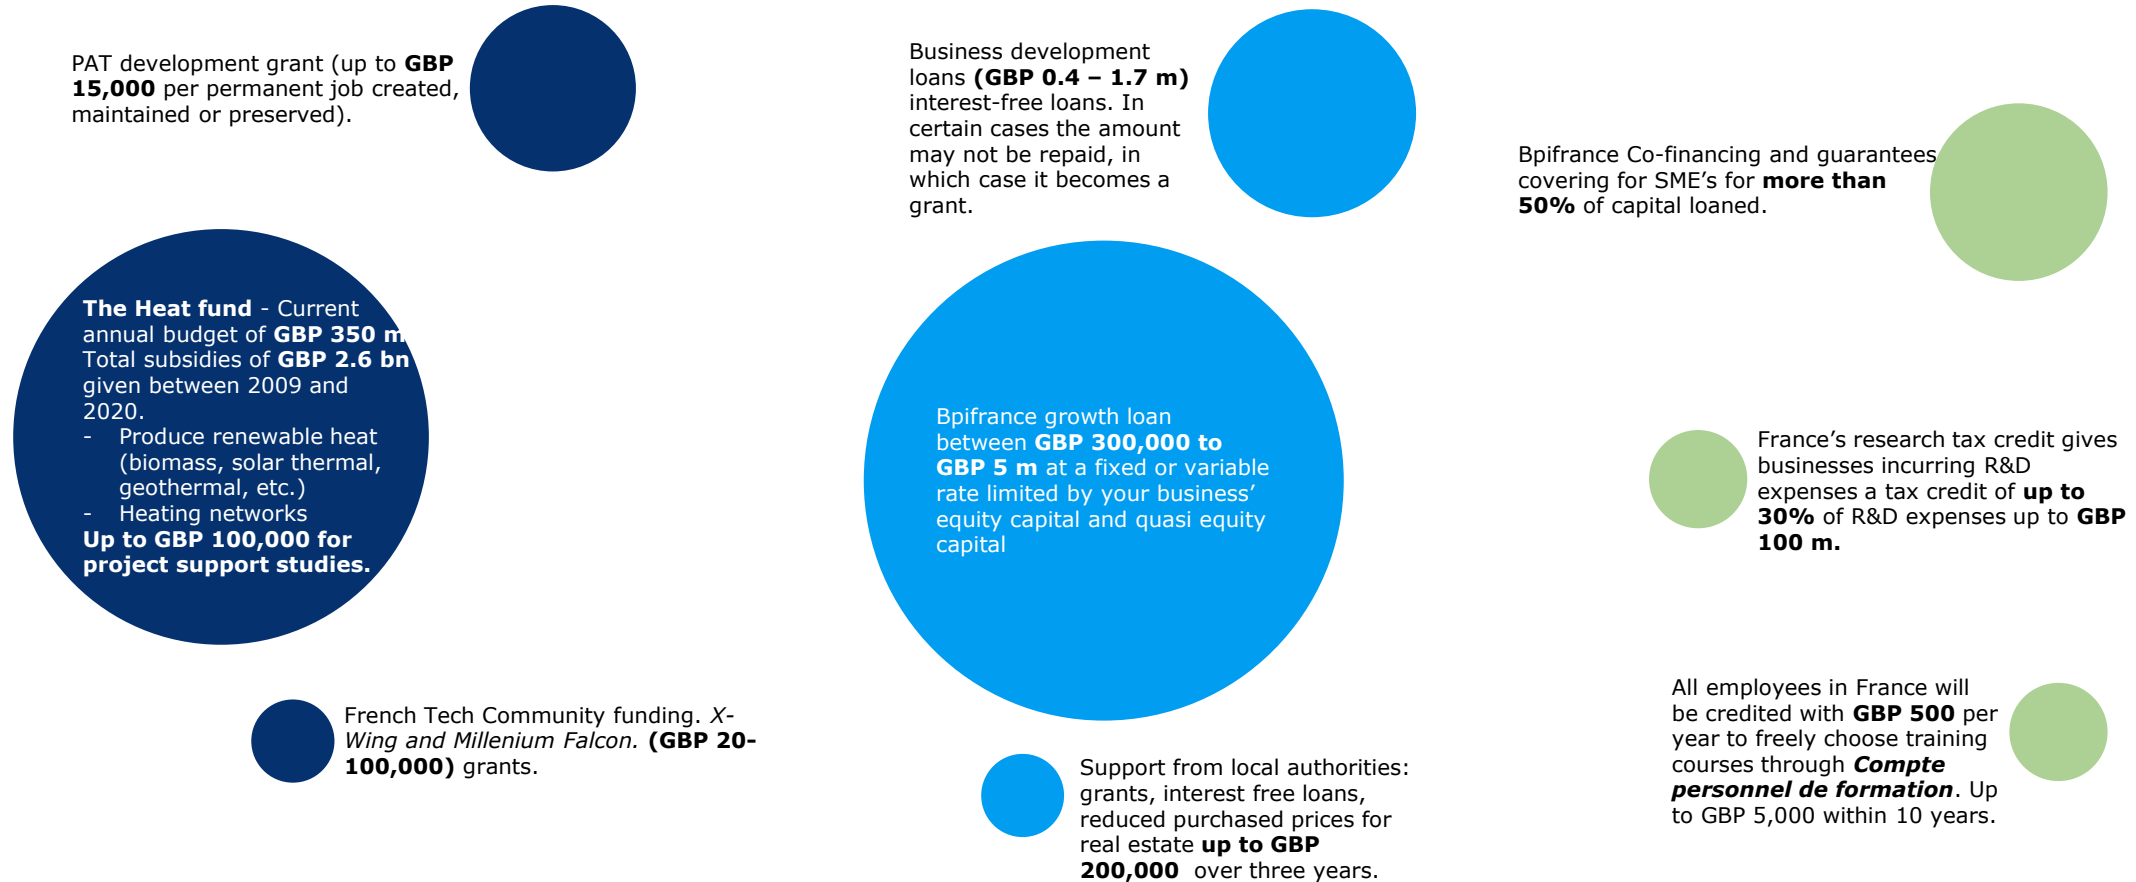 PAT development grant (up to GBP
15,000 per permanent job created,
maintained or preserved).
The Heat fund - Current
annual budget of GBP 350 m
Total subsidies of GBP 2.6 bn
given between 2009 and
2020.
- Produce renewable heat
(biomass, solar thermal,
geothermal, etc.)
- Heating networks
Up to GBP 100,000 for
project support studies.
French Tech Community funding. X-
Wing and Millenium Falcon. (GBP 20-
100,000) grants.
Business development
loans (GBP 0.4 – 1.7 m)
interest-free loans. In
certain cases the amount
may not be repaid, in
which case it becomes a
grant.
Bpifrance growth loan
between GBP 300,000 to
GBP 5 m at a fixed or variable
rate limited by your business’
equity capital and quasi equity
capital
Support from local authorities:
grants, interest free loans,
reduced purchased prices for
real estate up to GBP
200,000 over three years.
Bpifrance Co-financing and guarantees
covering for SME’s for more than
50% of capital loaned.
France’s research tax credit gives
businesses incurring R&D
expenses a tax credit of up to
30% of R&D expenses up to GBP
100 m.
All employees in France will
be credited with GBP 500 per
year to freely choose training
courses through Compte
personnel de formation. Up
to GBP 5,000 within 10 years.